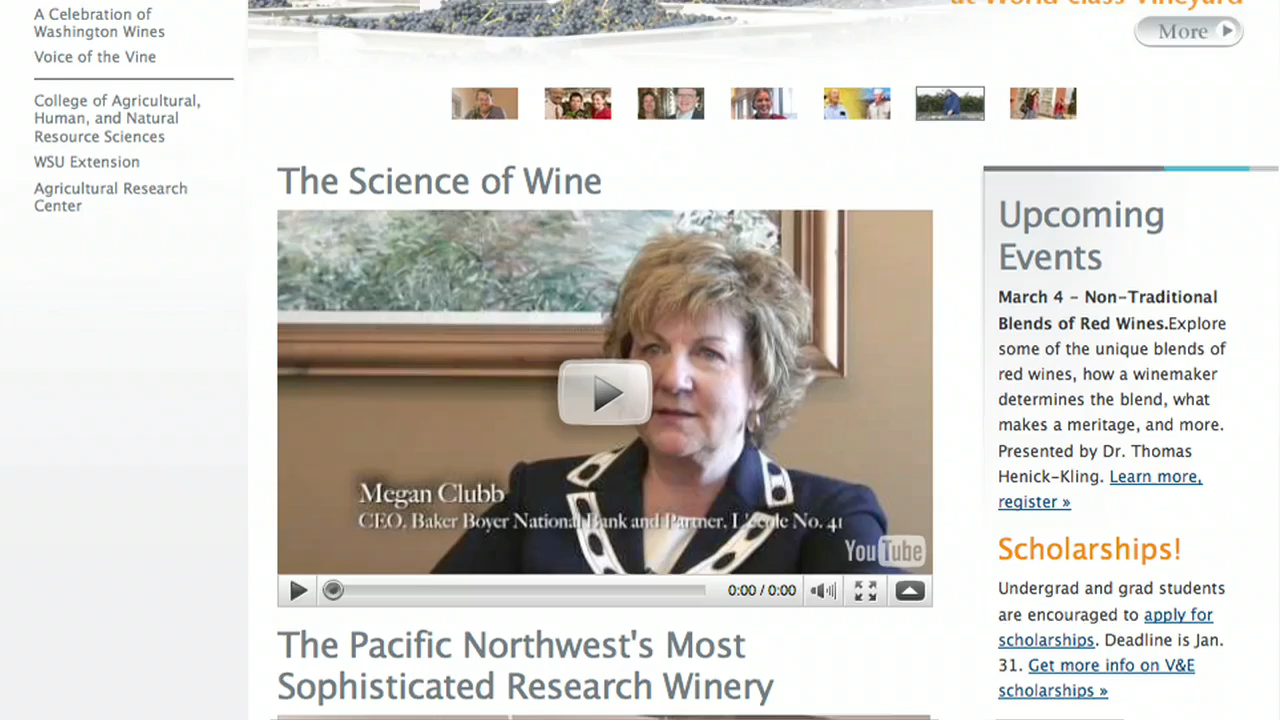 A Celebration of
Washington Wines
Voice of the Vine
College of Agricultural,
Human, and Natural
Resource Sciences
WSU Extension
Agricultural Research
Center
at World-class Vineyard
More
The Science of Wine
Megan Clubb
CEO, Baker Boyer National Bank and Partner, L'ecole No. 41
YouTube
0:00 / 0:00
The Pacific Northwest's Most
Sophisticated Research Winery
Upcoming
Events
March 4 – Non-Traditional
Blends of Red Wines.Explore
some of the unique blends of
red wines, how a winemaker
determines the blend, what
makes a meritage, and more.
Presented by Dr. Thomas
Henick-Kling. Learn more,
register »
Scholarships!
Undergrad and grad students
are encouraged to apply for
scholarships. Deadline is Jan.
31. Get more info on V&E
scholarships »